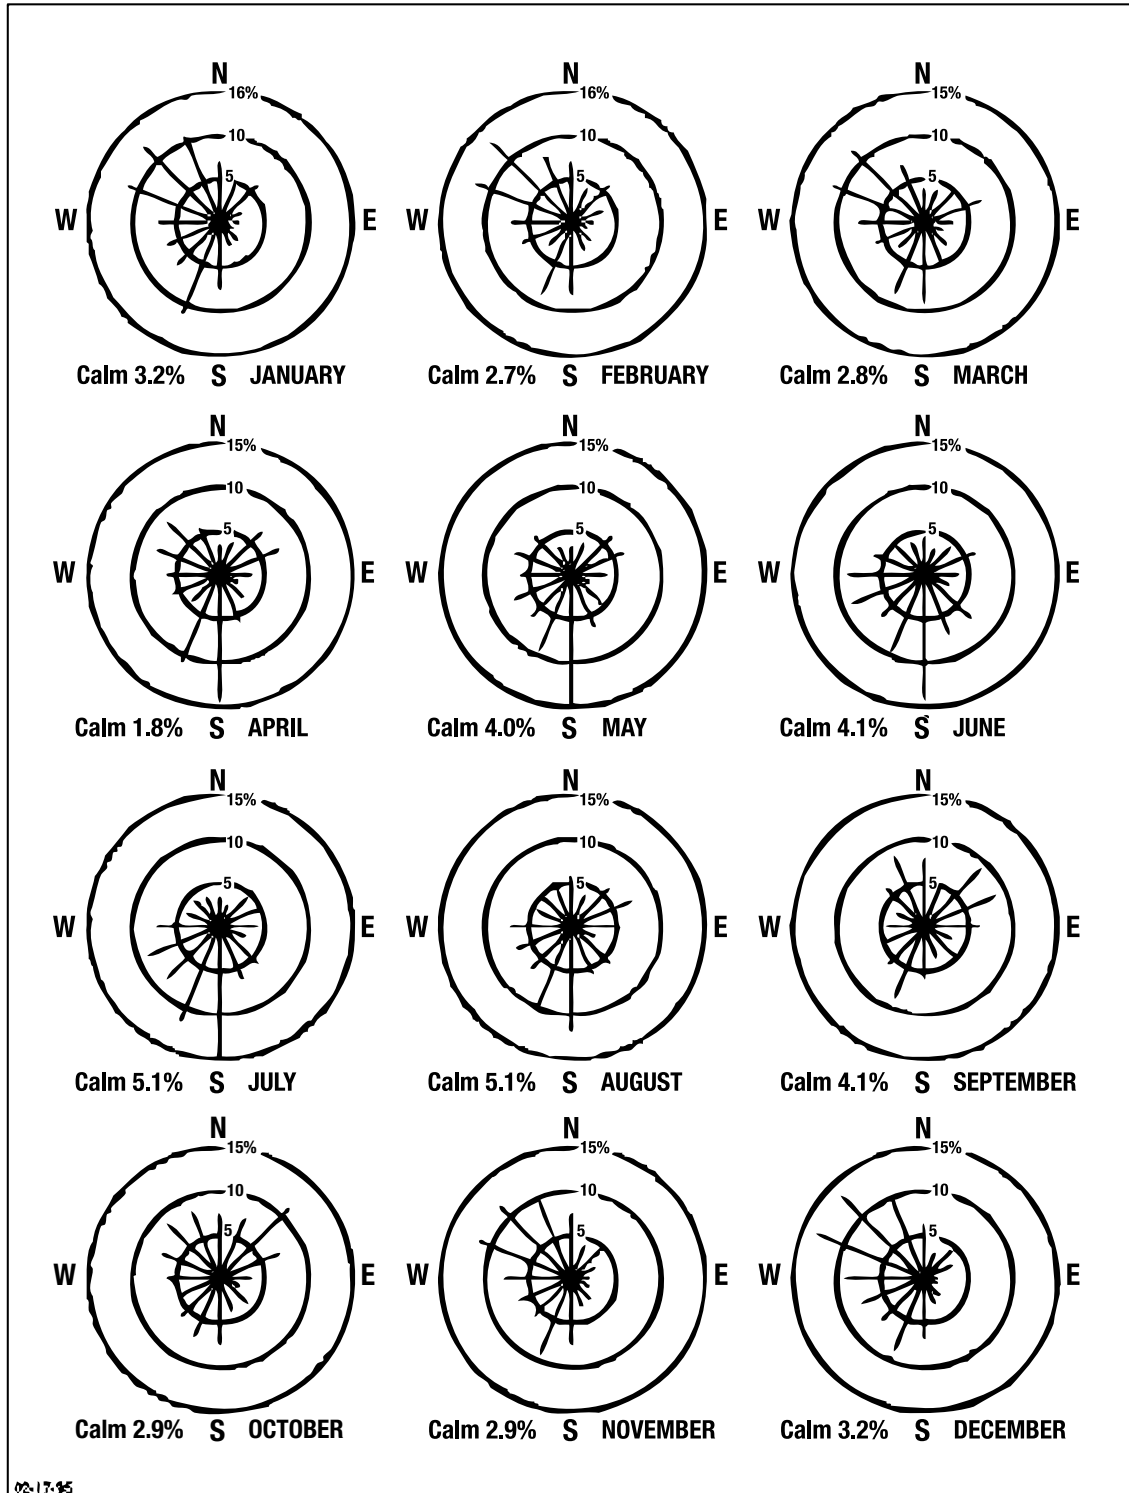 N
16%
10
5
W
E
Calm 3.2% S JANUARY
N
16%
10
5
W
E
Calm 2.7% S FEBRUARY
N
15%
10
5
W
E
Calm 2.8% S MARCH
N
15%
10
5
W
E
Calm 1.8% S APRIL
N
15%
10
5
W
E
Calm 4.0% S MAY
N
15%
10
5
W
E
Calm 4.1% S JUNE
N
15%
10
5
W
E
Calm 5.1% S JULY
N
15%
10
5
W
E
Calm 5.1% S AUGUST
N
15%
10
5
W
E
Calm 4.1% S SEPTEMBER
N
15%
10
5
W
E
Calm 2.9% S OCTOBER
N
15%
10
5
W
E
Calm 2.9% S NOVEMBER
N
15%
10
5
W
E
Calm 3.2% S DECEMBER